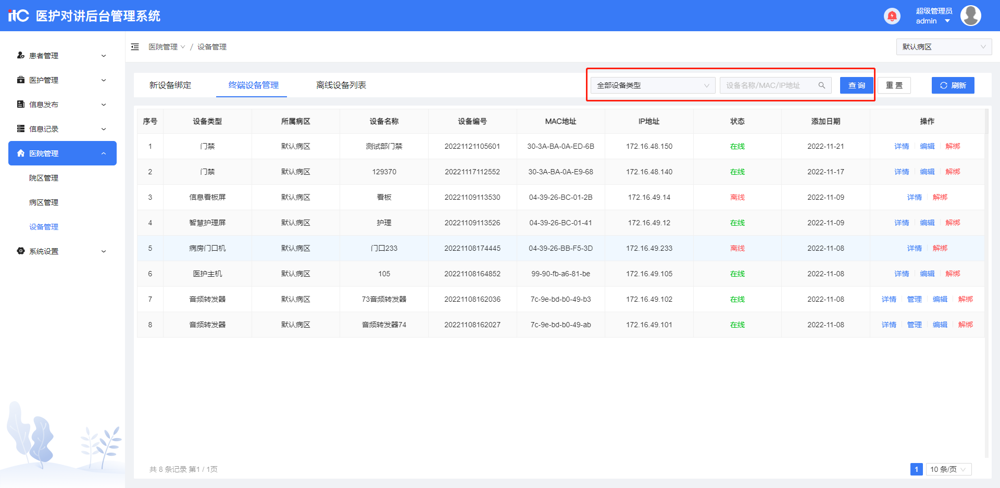 itc 医护对讲后台管理系统
超级管理员
admin
患者管理
医护管理
信息发布
信息记录
医院管理
院区管理
病区管理
设备管理
系统设置
医院管理 / 设备管理
默认病区
新设备绑定 终端设备管理 离线设备列表
全部设备类型 设备名称/MAC/IP地址 查 询 重 置 刷新
序号 设备类型 所属病区 设备名称 设备编号 MAC地址 IP地址 状态 添加日期 操作
1 门禁 默认病区 测试部门禁 20221121105601 30-3A-BA-0A-ED-6B 172.16.48.150 在线 2022-11-21 详情 编辑 解绑
2 门禁 默认病区 129370 20221117112552 30-3A-BA-0A-E9-68 172.16.48.140 在线 2022-11-17 详情 编辑 解绑
3 信息看板屏 默认病区 看板 20221109113530 04-39-26-BC-01-2B 172.16.49.14 离线 2022-11-09 详情 解绑
4 智慧护理屏 默认病区 护理 20221109113526 04-39-26-BC-01-41 172.16.49.12 在线 2022-11-09 详情 编辑 解绑
5 病房门口机 默认病区 门口233 20221108174445 04-39-26-BB-F5-3D 172.16.49.233 离线 2022-11-08 详情 解绑
6 医护主机 默认病区 105 20221108164852 99-90-fb-a6-81-be 172.16.49.105 在线 2022-11-08 详情 编辑 解绑
7 音频转发器 默认病区 73音频转发器 20221108162036 7c-9e-bd-b0-49-b3 172.16.49.102 在线 2022-11-08 详情 管理 编辑 解绑
8 音频转发器 默认病区 音频转发器74 20221108162027 7c-9e-bd-b0-49-ab 172.16.49.101 在线 2022-11-08 详情 管理 编辑 解绑
共 8 条记录 第1 / 1页
1 10 条/页